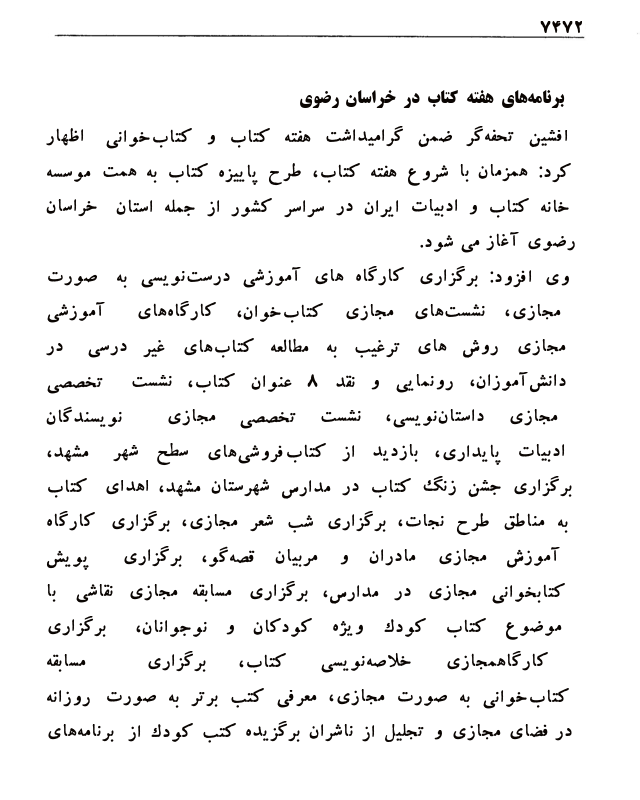 ۷۴۷۲
برنامه‌های هفته کتاب در خراسان رضوی
افشین تحفه‌گر ضمن گرامیداشت هفته کتاب و کتاب‌خوانی اظهار
کرد: همزمان با شروع هفته کتاب، طرح پاییزه کتاب به همت موسسه
خانه کتاب و ادبیات ایران در سراسر کشور از جمله استان خراسان
رضوی آغاز می شود.
وی افزود: برگزاری کارگاه های آموزشی درست‌نویسی به صورت
مجازی، نشست‌های مجازی کتاب‌خوان، کارگاه‌های آموزشی
مجازی روش های ترغیب به مطالعه کتاب‌های غیر درسی در
دانش‌آموزان، رونمایی و نقد ۸ عنوان کتاب، نشست تخصصی
مجازی داستان‌نویسی، نشست تخصصی مجازی نویسندگان
ادبیات پایداری، بازدید از کتاب‌فروشی‌های سطح شهر مشهد،
برگزاری جشن زنگ کتاب در مدارس شهرستان مشهد، اهدای کتاب
به مناطق طرح نجات، برگزاری شب شعر مجازی، برگزاری کارگاه
آموزش مجازی مادران و مربیان قصه‌گو، برگزاری پویش
کتابخوانی مجازی در مدارس، برگزاری مسابقه مجازی نقاشی با
موضوع کتاب کودك ویژه کودکان و نوجوانان، برگزاری
کارگاهمجازی خلاصه‌نویسی کتاب، برگزاری مسابقه
کتاب‌خوانی به صورت مجازی، معرفی کتب برتر به صورت روزانه
در فضای مجازی و تجلیل از ناشران برگزیده کتب کودك از برنامه‌های